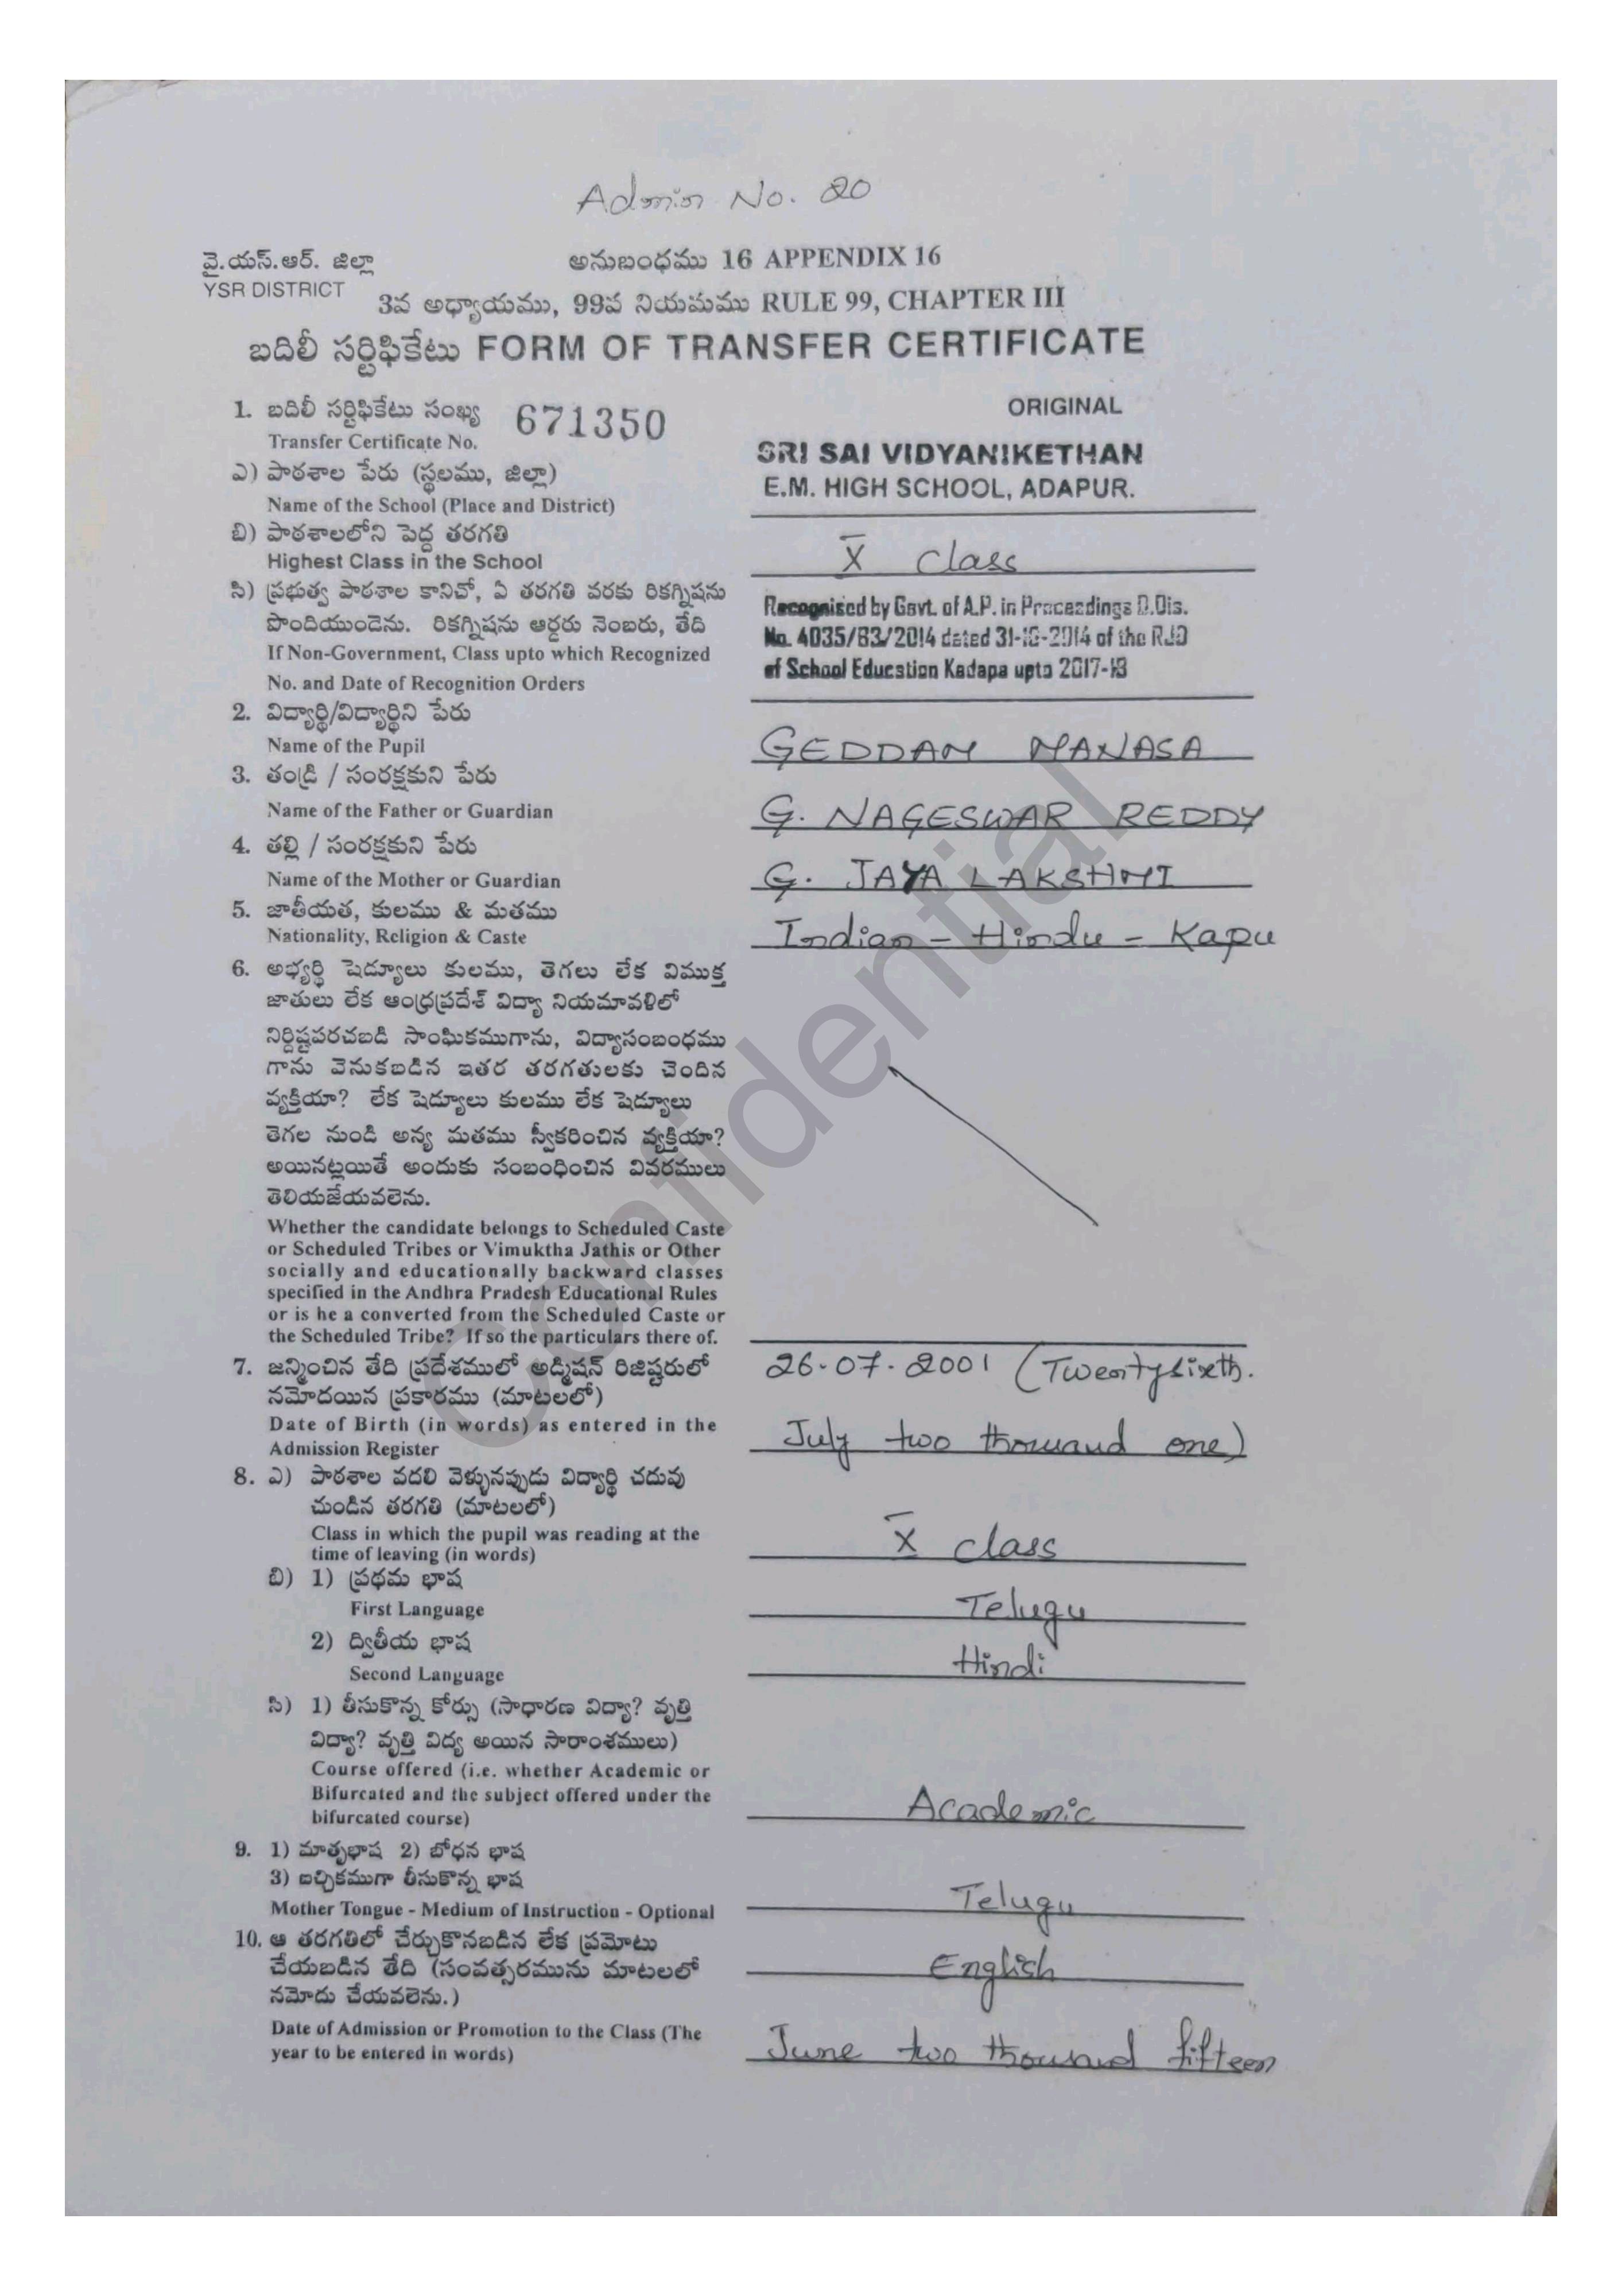 Admin No. 20
వై.యస్.ఆర్. జిల్లా
YSR DISTRICT
అనుబంధము 16 APPENDIX 16
3వ అధ్యాయము, 99వ నియమము RULE 99, CHAPTER III
బదిలీ సర్టిఫికేటు FORM OF TRANSFER CERTIFICATE
ORIGINAL
1. బదిలీ సర్టిఫికేటు సంఖ్య 671350
Transfer Certificate No.
SRI SAI VIDYANIKETHAN
ఎ) పాఠశాల పేరు (స్థలము, జిల్లా)
E.M. HIGH SCHOOL, ADAPUR.
Name of the School (Place and District)
బి) పాఠశాలలోని పెద్ద తరగతి
Highest Class in the School
X class
సి) ప్రభుత్వ పాఠశాల కానిచో, ఏ తరగతి వరకు రికగ్నిషను
పొందియుండెను. రికగ్నిషను ఆర్డరు నెంబరు, తేది
If Non-Government, Class upto which Recognized
No. and Date of Recognition Orders
Recognised by Govt. of A.P. in Proceedings D.Dis.
No. 4035/B3/2014 dated 31-10-2014 of the RJD
of School Education Kadapa upto 2017-18
2. విద్యార్థి/విద్యార్థిని పేరు
Name of the Pupil
GEDDAM MANASA
3. తండ్రి / సంరక్షకుని పేరు
Name of the Father or Guardian
G. NAGESWAR REDDY
4. తల్లి / సంరక్షకుని పేరు
Name of the Mother or Guardian
G. JAYA LAKSHMI
5. జాతీయత, కులము & మతము
Nationality, Religion & Caste
Indian - Hindu - Kapu
6. అభ్యర్థి షెడ్యూలు కులము, తెగలు లేక విముక్త
జాతులు లేక ఆంధ్రప్రదేశ్ విద్యా నియమావళిలో
నిర్దిష్టపరచబడి సాంఘికముగాను, విద్యాసంబంధము
గాను వెనుకబడిన ఇతర తరగతులకు చెందిన
వ్యక్తియా? లేక షెడ్యూలు కులము లేక షెడ్యూలు
తెగల నుండి అన్య మతము స్వీకరించిన వ్యక్తియా?
అయినట్లయితే అందుకు సంబంధించిన వివరములు
తెలియజేయవలెను.
Whether the candidate belongs to Scheduled Caste
or Scheduled Tribes or Vimuktha Jathis or Other
socially and educationally backward classes
specified in the Andhra Pradesh Educational Rules
or is he a converted from the Scheduled Caste or
the Scheduled Tribe? If so the particulars there of.
7. జన్మించిన తేది ప్రదేశములో అడ్మిషన్ రిజిష్టరులో
నమోదయిన ప్రకారము (మాటలలో)
Date of Birth (in words) as entered in the
Admission Register
26-07-2001 (Twentysixth.
July two thousand one)
8. ఎ) పాఠశాల వదలి వెళ్ళునప్పుడు విద్యార్థి చదువు
చుండిన తరగతి (మాటలలో)
Class in which the pupil was reading at the
time of leaving (in words)
X class
బి) 1) ప్రథమ భాష
First Language
Telugu
2) ద్వితీయ భాష
Second Language
Hindi
సి) 1) తీసుకొన్న కోర్సు (సాధారణ విద్యా? వృత్తి
విద్యా? వృత్తి విద్య అయిన సారాంశములు)
Course offered (i.e. whether Academic or
Bifurcated and the subject offered under the
bifurcated course)
Academic
9. 1) మాతృభాష 2) బోధన భాష
3) ఐచ్ఛికముగా తీసుకొన్న భాష
Mother Tongue - Medium of Instruction - Optional
Telugu
10. ఆ తరగతిలో చేర్చుకొనబడిన లేక ప్రమోటు
చేయబడిన తేది (సంవత్సరమును మాటలలో
నమోదు చేయవలెను.)
English
Date of Admission or Promotion to the Class (The
year to be entered in words)
June two thousand fifteen
Confidential